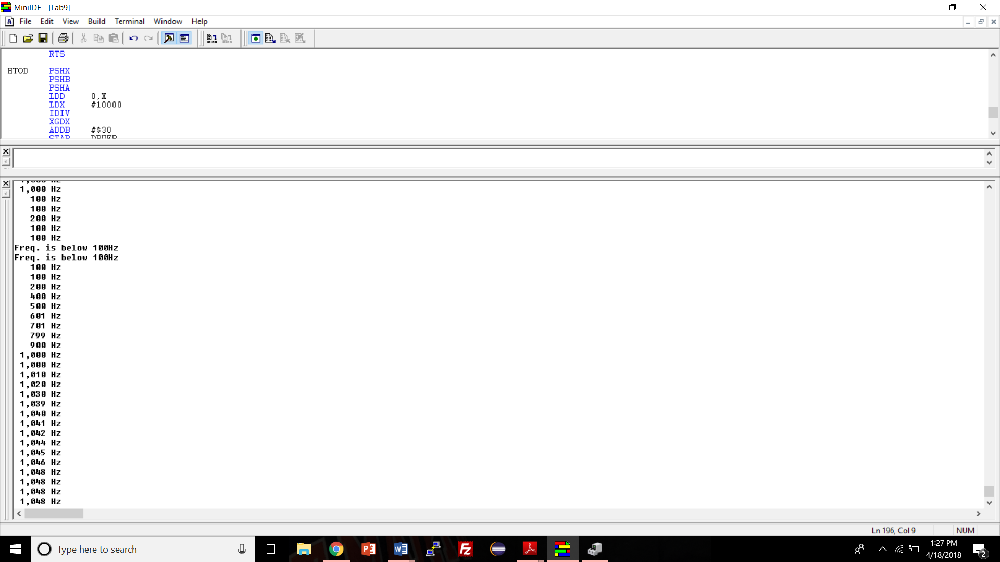 MiniIDE - [Lab9]
File Edit View Build Terminal Window Help
RTS
HTOD PSHX
PSHB
PSHA
LDD 0,X
LDX #10000
IDIV
XGDX
ADDB #$30
1,000 Hz
100 Hz
100 Hz
200 Hz
100 Hz
100 Hz
Freq. is below 100Hz
Freq. is below 100Hz
100 Hz
100 Hz
200 Hz
400 Hz
500 Hz
601 Hz
701 Hz
799 Hz
900 Hz
1,000 Hz
1,000 Hz
1,010 Hz
1,020 Hz
1,030 Hz
1,039 Hz
1,040 Hz
1,041 Hz
1,042 Hz
1,044 Hz
1,045 Hz
1,046 Hz
1,048 Hz
1,048 Hz
1,048 Hz
1,048 Hz
Ln 196, Col 9 NUM
Type here to search
1:27 PM
4/18/2018
2